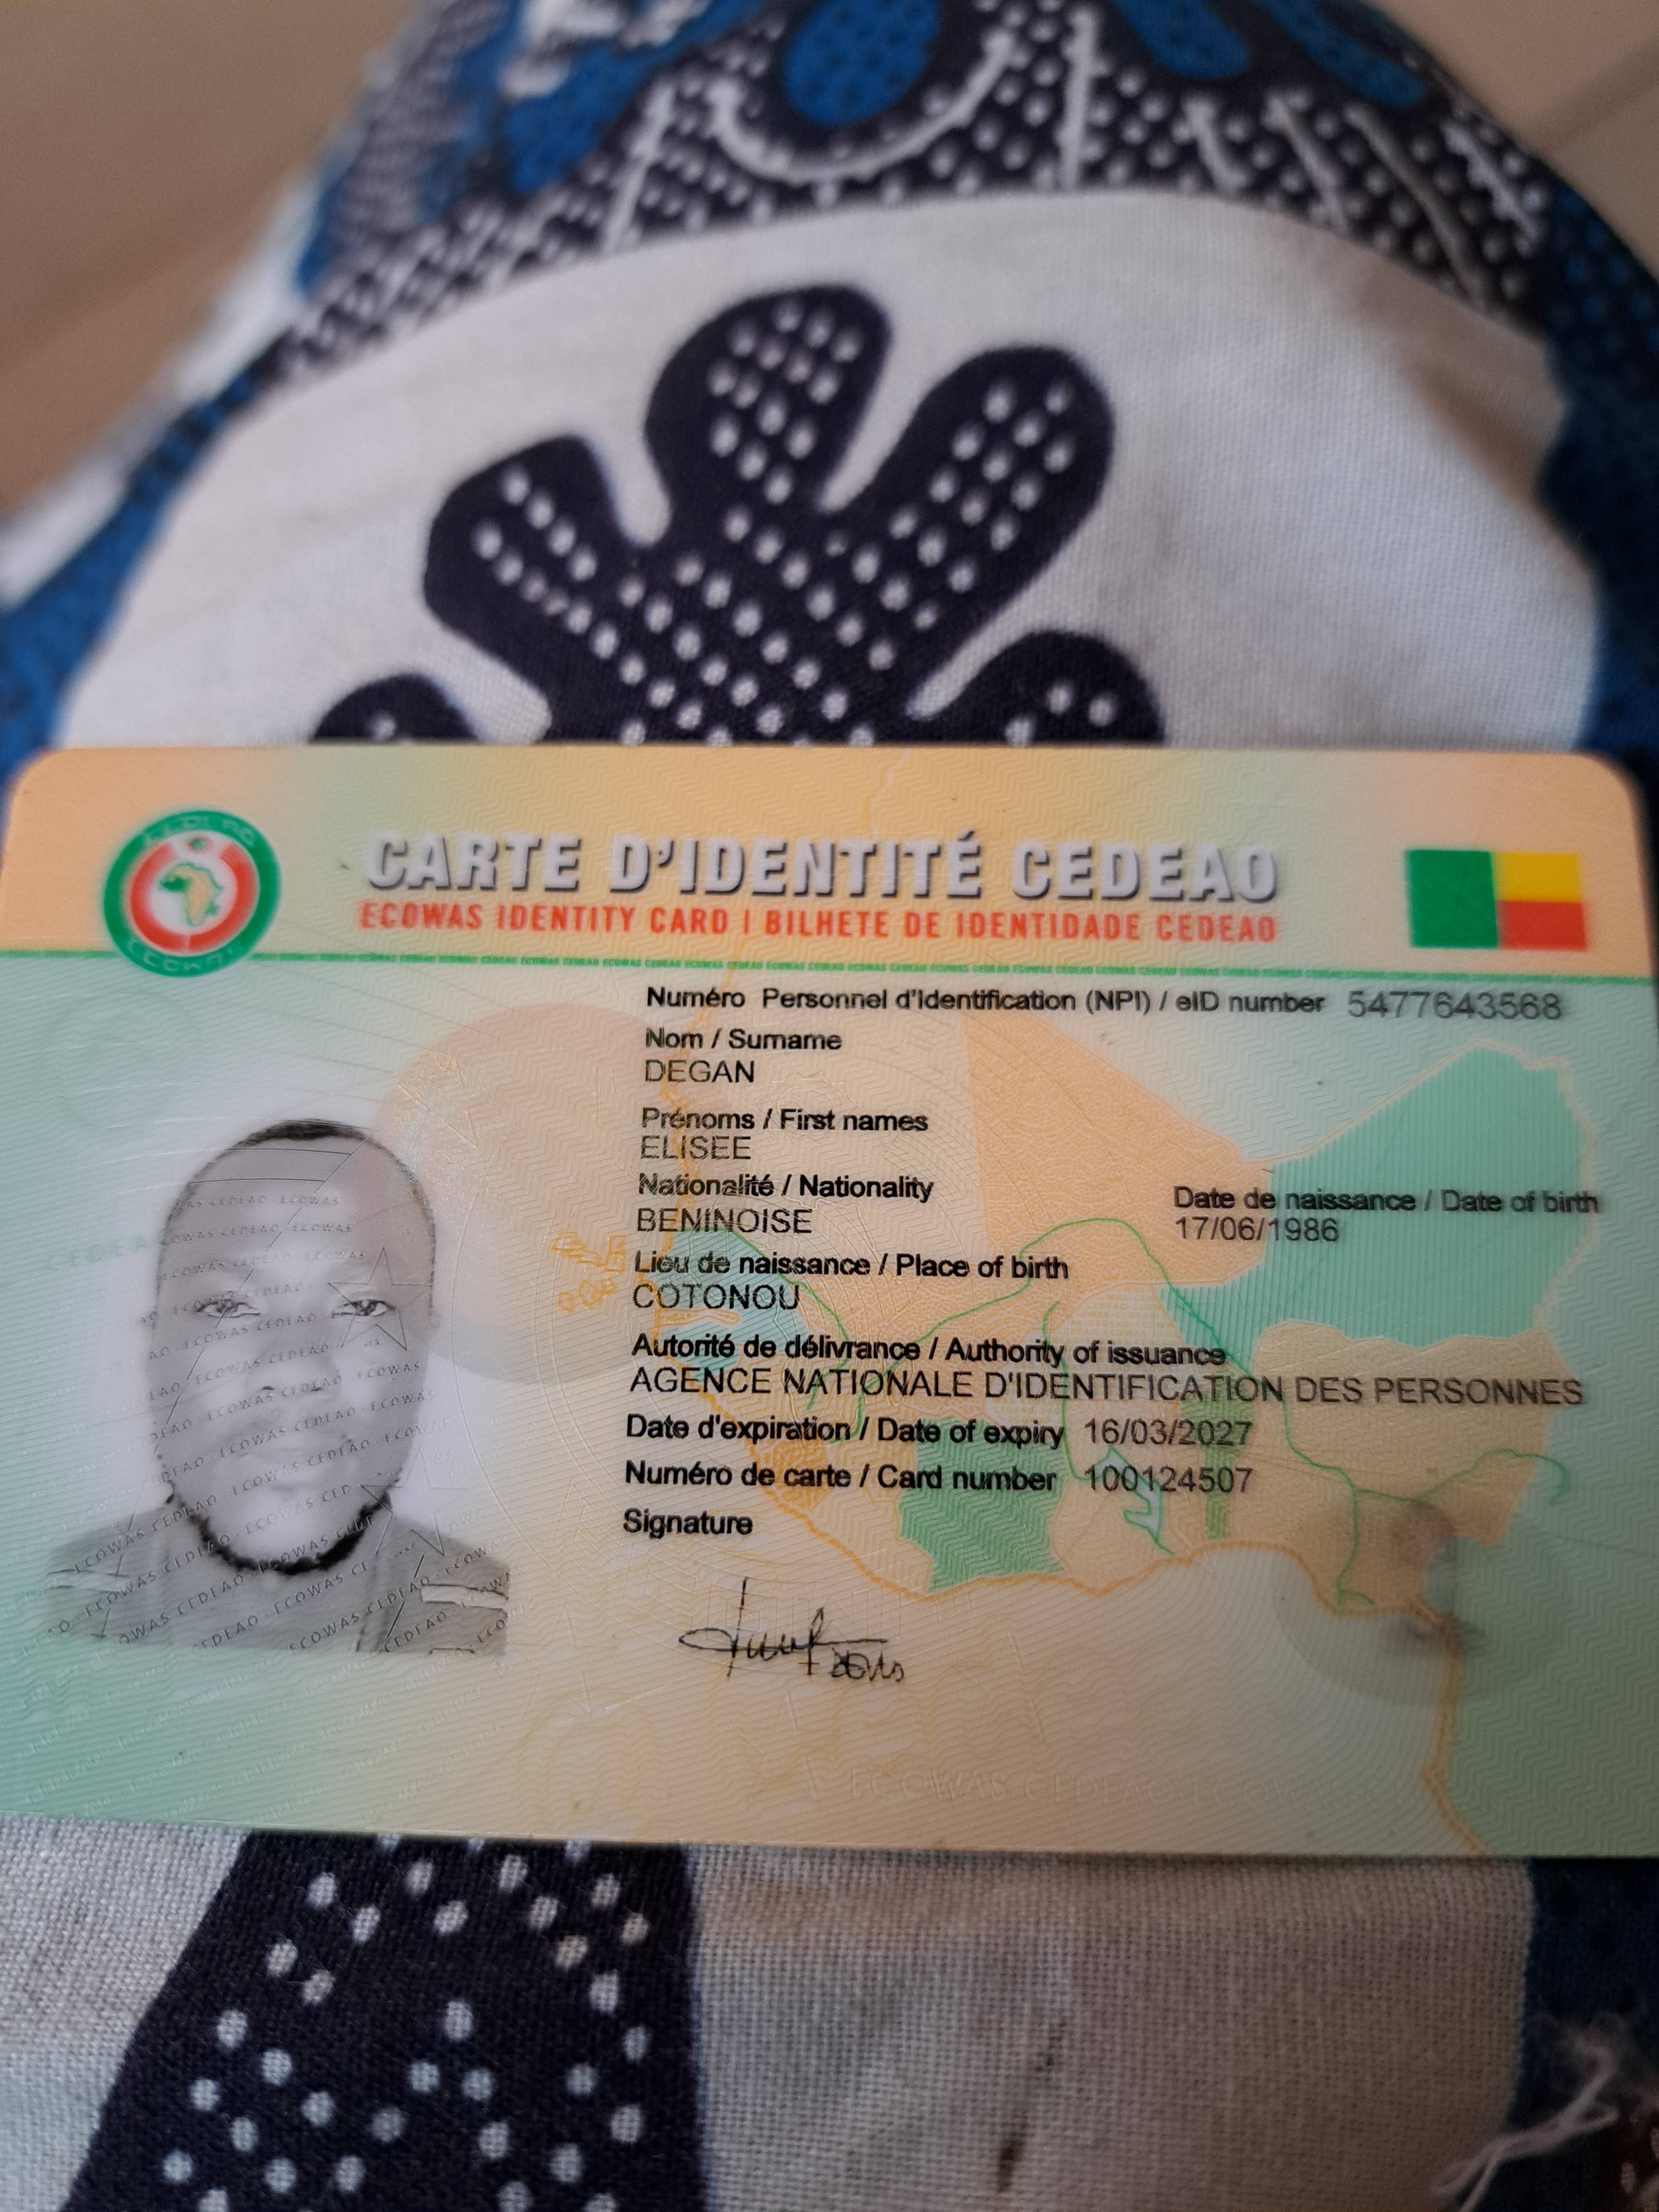 CARTE D'IDENTITÉ CEDEAO
ECOWAS IDENTITY CARD | BILHETE DE IDENTIDADE CEDEAO
Numéro Personnel d'Identification (NPI) / eID number 5477643568
Nom / Surname
DEGAN
Prénoms / First names
ELISEE
Nationalité / Nationality
BENINOISE
Date de naissance / Date of birth
17/06/1986
Lieu de naissance / Place of birth
COTONOU
Autorité de délivrance / Authority of issuance
AGENCE NATIONALE D'IDENTIFICATION DES PERSONNES
Date d'expiration / Date of expiry 16/03/2027
Numéro de carte / Card number 100124507
Signature
ECOWAS CEDEAO ECOWAS